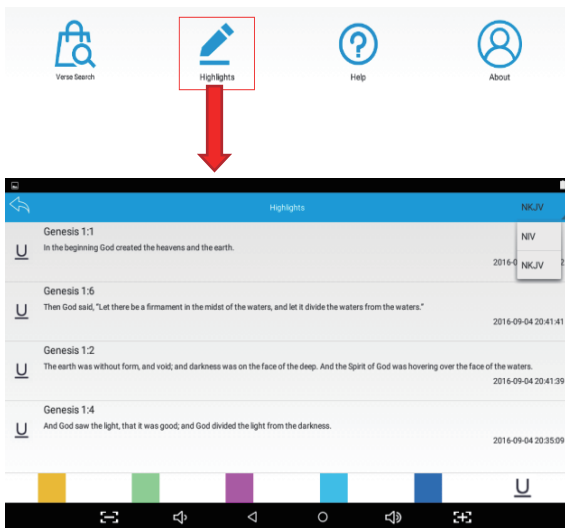 Verse Search
Highlights
Help
About
Highlights
NKJV
NIV
NKJV
Genesis 1:1
U
In the beginning God created the heavens and the earth.
2016-0
2
Genesis 1:6
U
Then God said, "Let there be a firmament in the midst of the waters, and let it divide the waters from the waters."
2016-09-04 20:41:41
Genesis 1:2
U
The earth was without form, and void; and darkness was on the face of the deep. And the Spirit of God was hovering over the face of the waters.
2016-09-04 20:41:39
Genesis 1:4
U
And God saw the light, that it was good; and God divided the light from the darkness.
2016-09-04 20:35:09
U